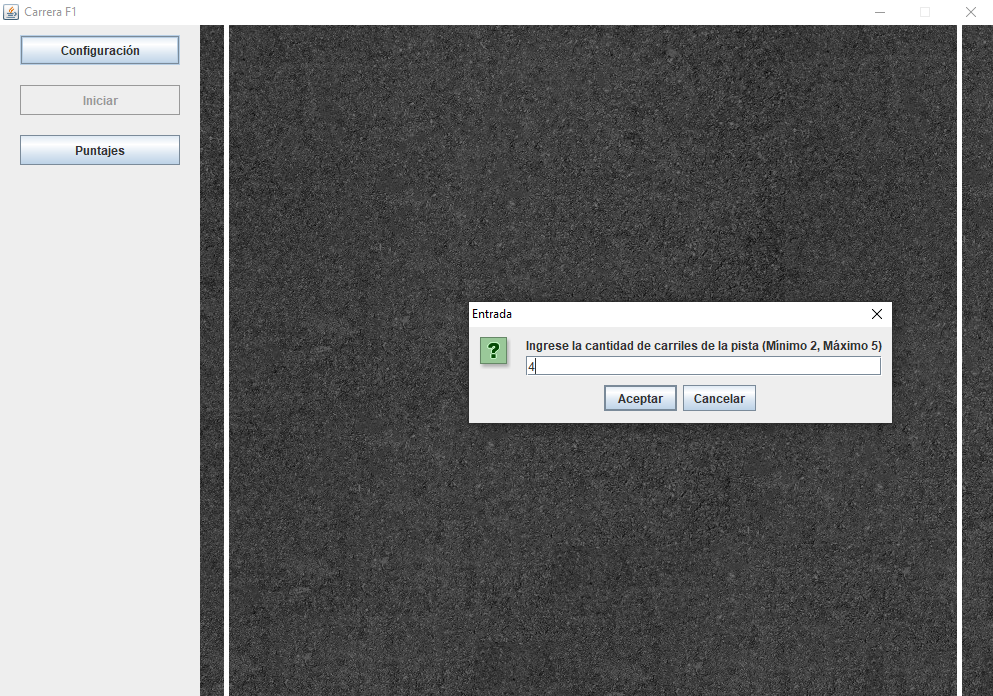 Carrera F1
Configuración
Iniciar
Puntajes
Entrada
?
Ingrese la cantidad de carriles de la pista (Mínimo 2, Máximo 5)
4
Aceptar
Cancelar